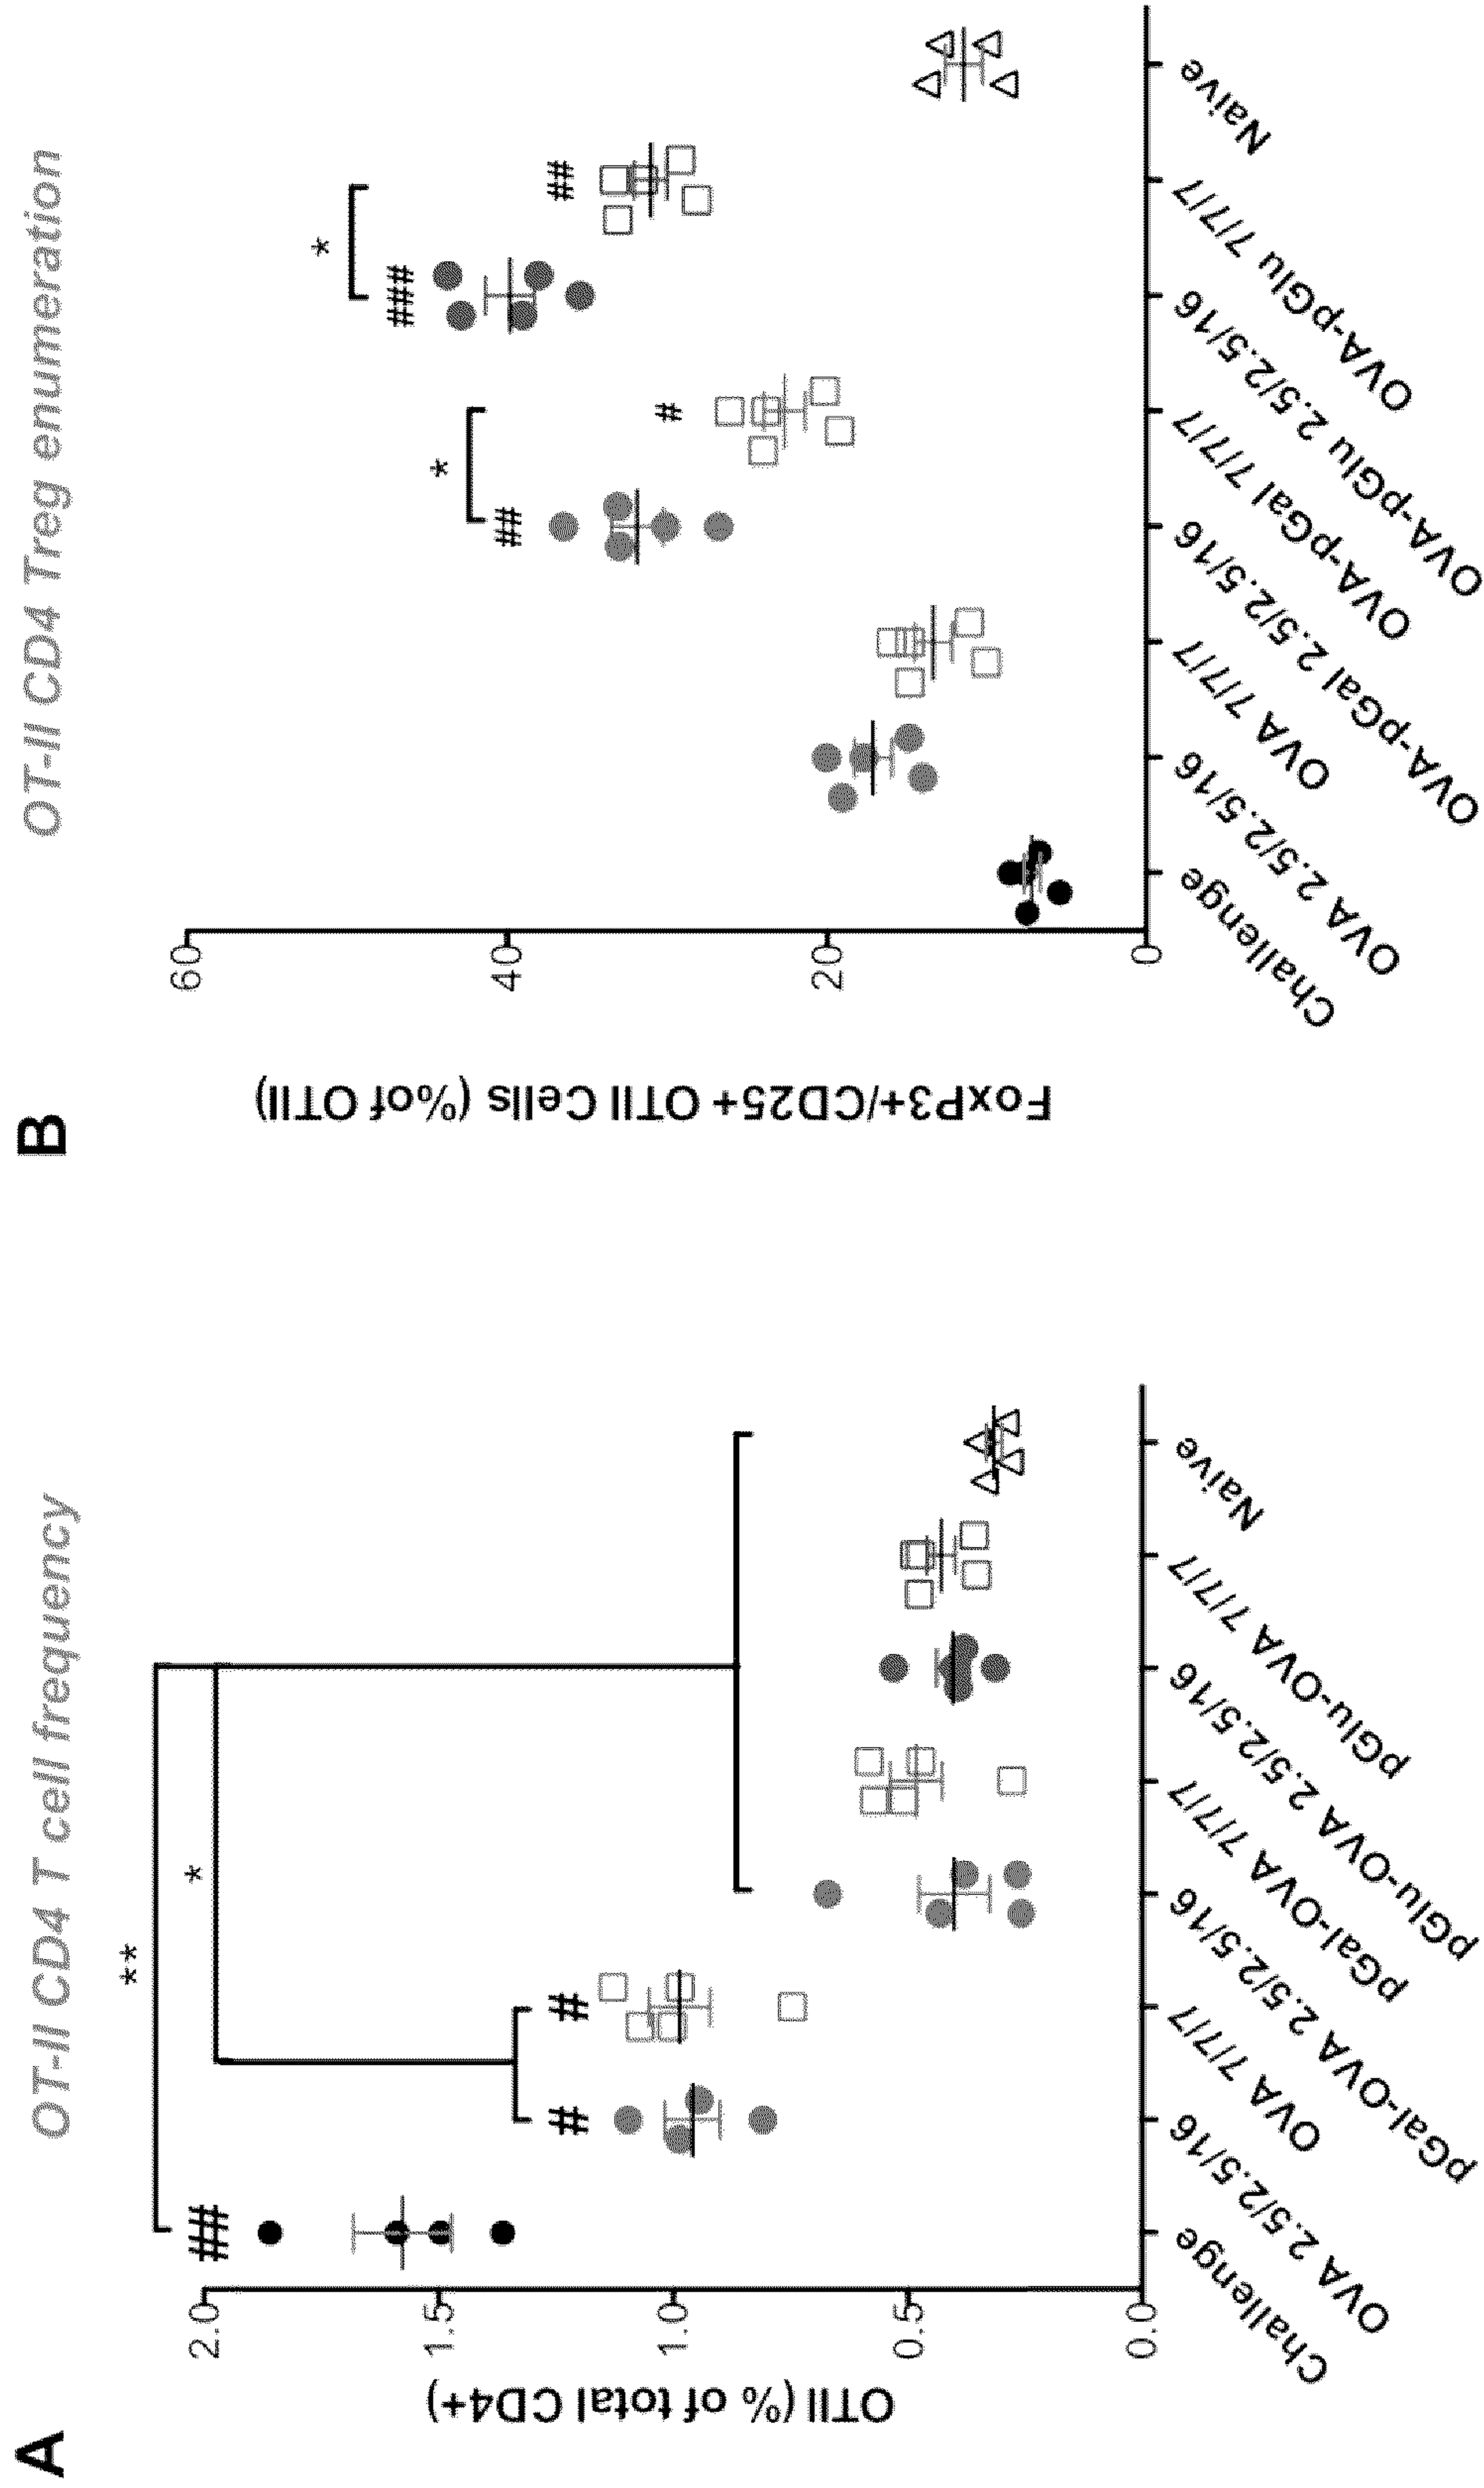 A
OT-II CD4 T cell frequency
OTII (% of total CD4+)
2.0
1.5
1.0
0.5
0.0
**
*
##
#
#
Challenge
OVA 2.5/2.5/16
OVA 7/7/7
pGal-OVA 2.5/2.5/16
pGal-OVA 7/7/7
pGlu-OVA 2.5/2.5/16
pGlu-OVA 7/7/7
Naive
B
OT-II CD4 Treg enumeration
FoxP3+/CD25+ OTII Cells (%of OTII)
60
40
20
0
*
*
##
#
###
##
Challenge
OVA 2.5/2.5/16
OVA 7/7/7
OVA-pGal 2.5/2.5/16
OVA-pGal 7/7/7
OVA-pGlu 2.5/2.5/16
OVA-pGlu 7/7/7
Naive